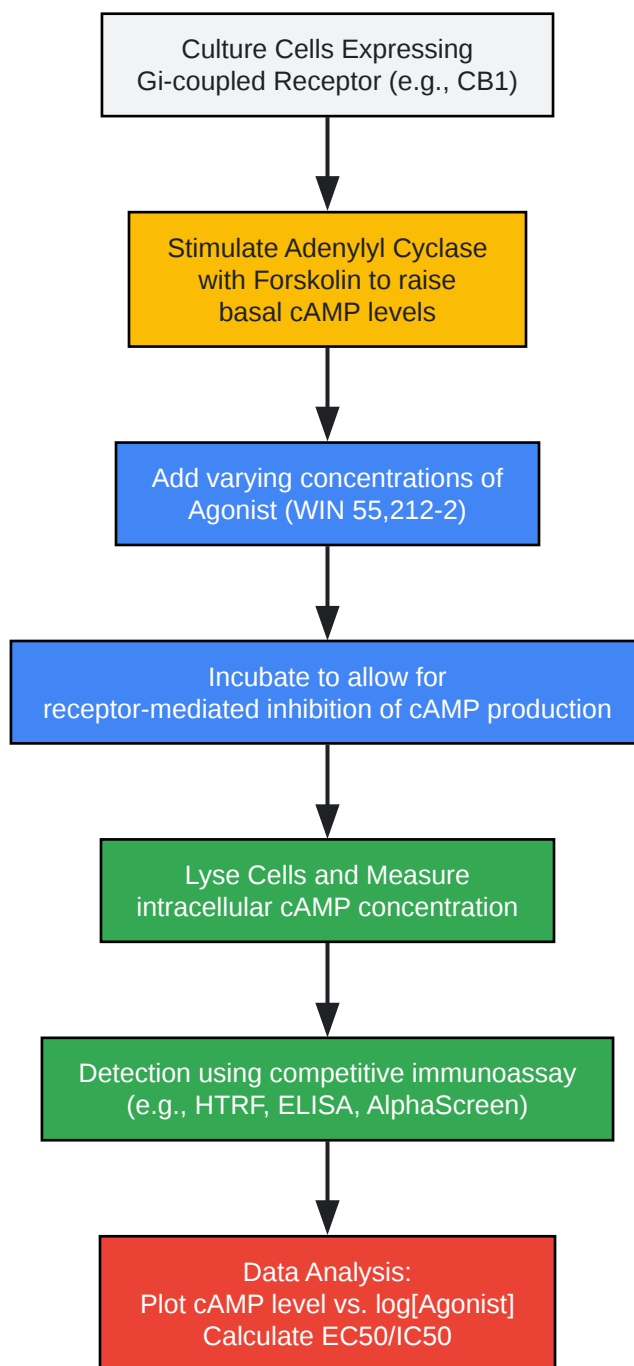 Culture Cells Expressing
Gi-coupled Receptor (e.g., CB1)
Stimulate Adenylyl Cyclase
with Forskolin to raise
basal cAMP levels
Add varying concentrations of
Agonist (WIN 55,212-2)
Incubate to allow for
receptor-mediated inhibition of cAMP production
Lyse Cells and Measure
intracellular cAMP concentration
Detection using competitive immunoassay
(e.g., HTRF, ELISA, AlphaScreen)
Data Analysis:
Plot cAMP level vs. log[Agonist]
Calculate EC50/IC50